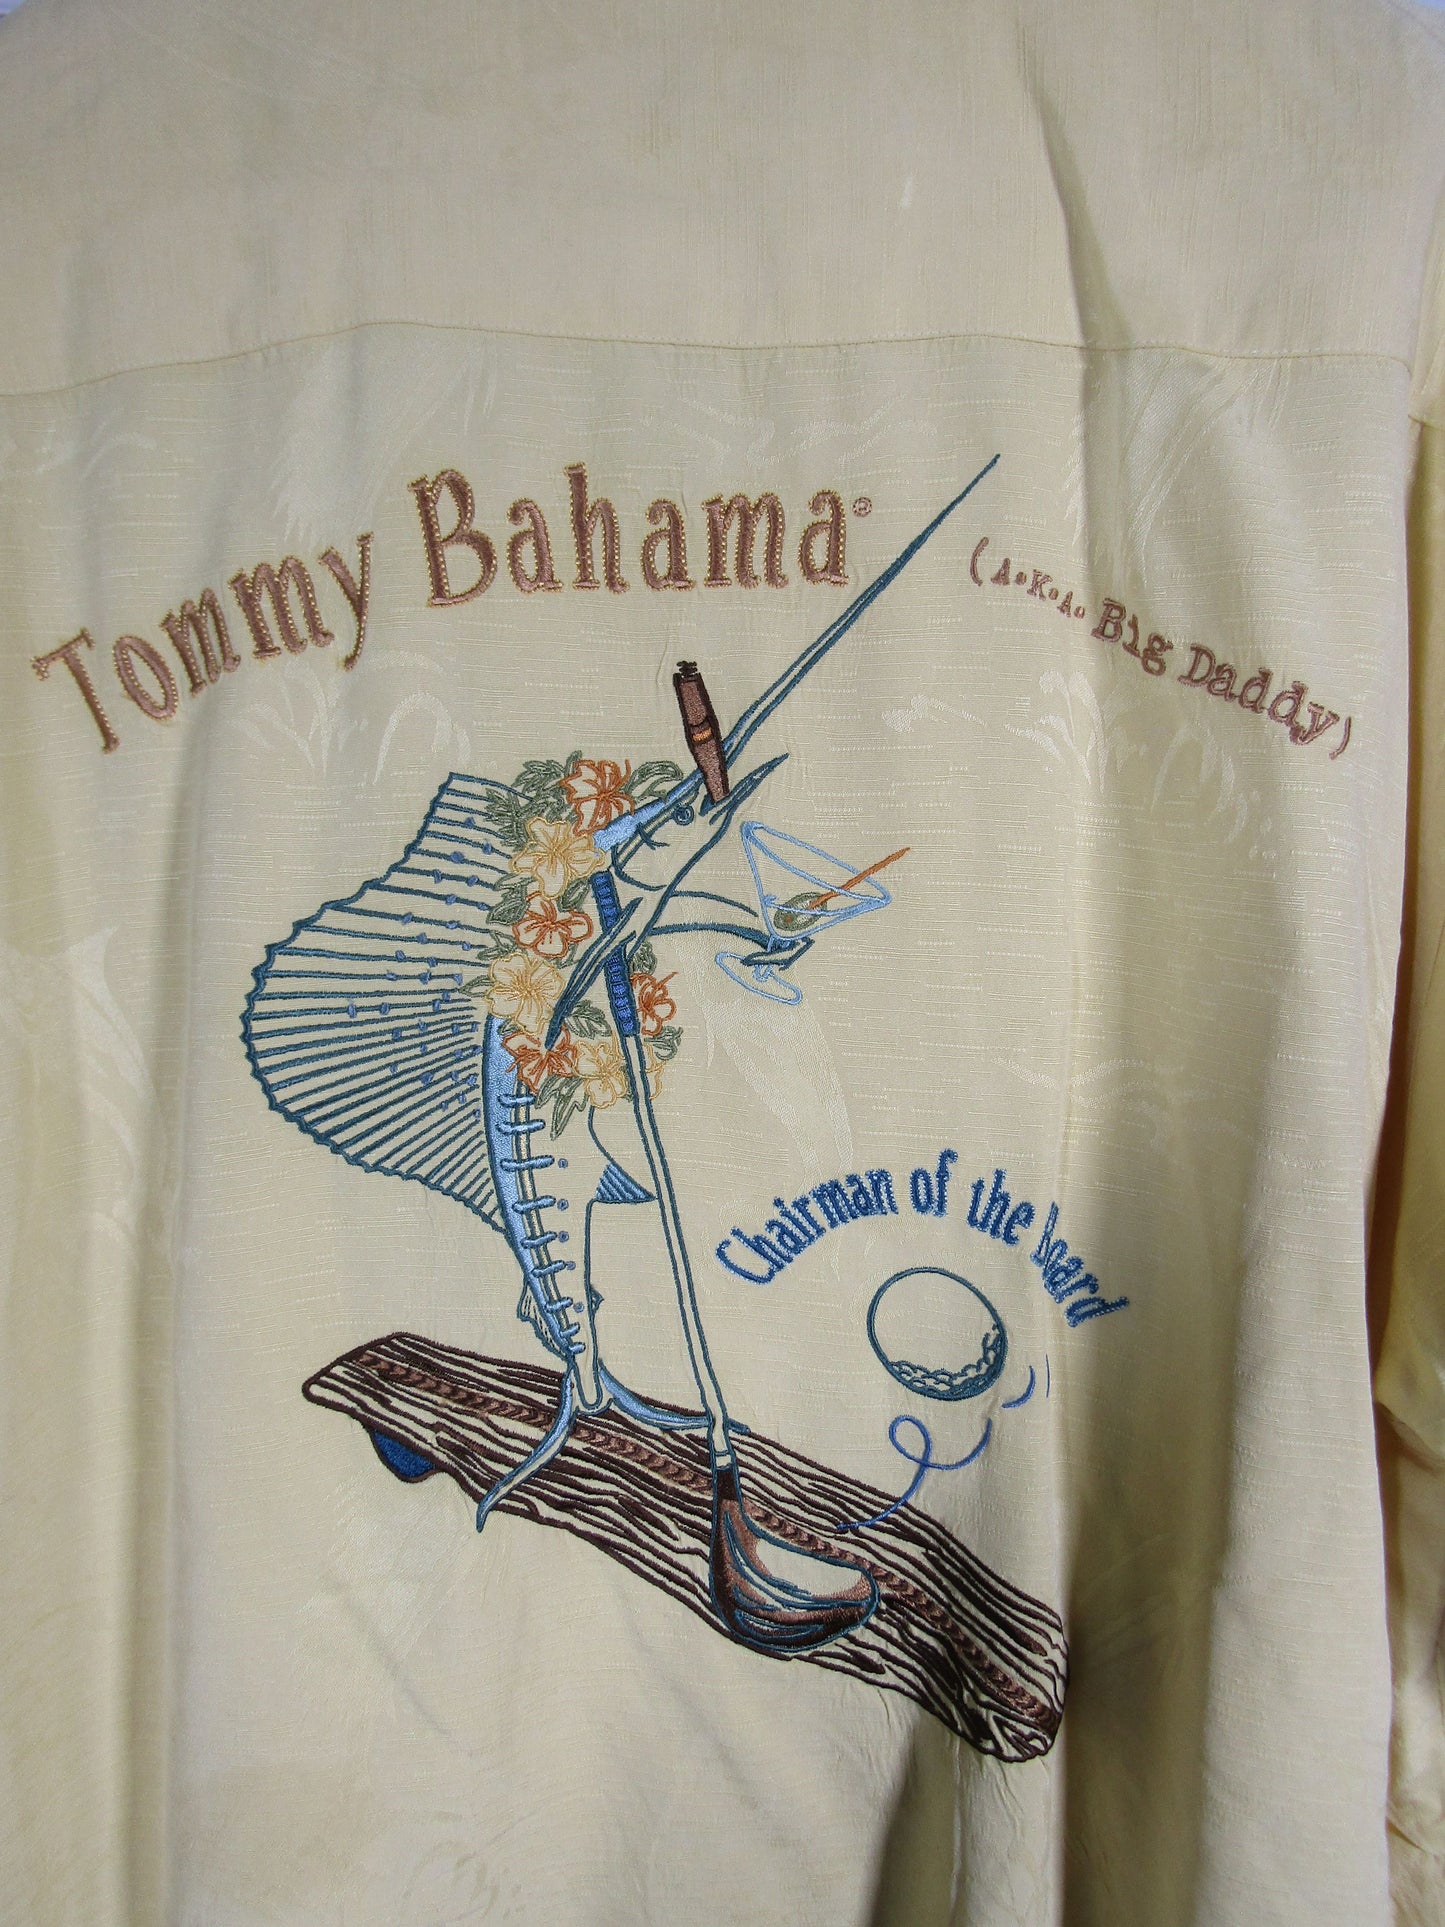 Tommy Bahama®
(A.K.A. Big Daddy)
Chairman of the board